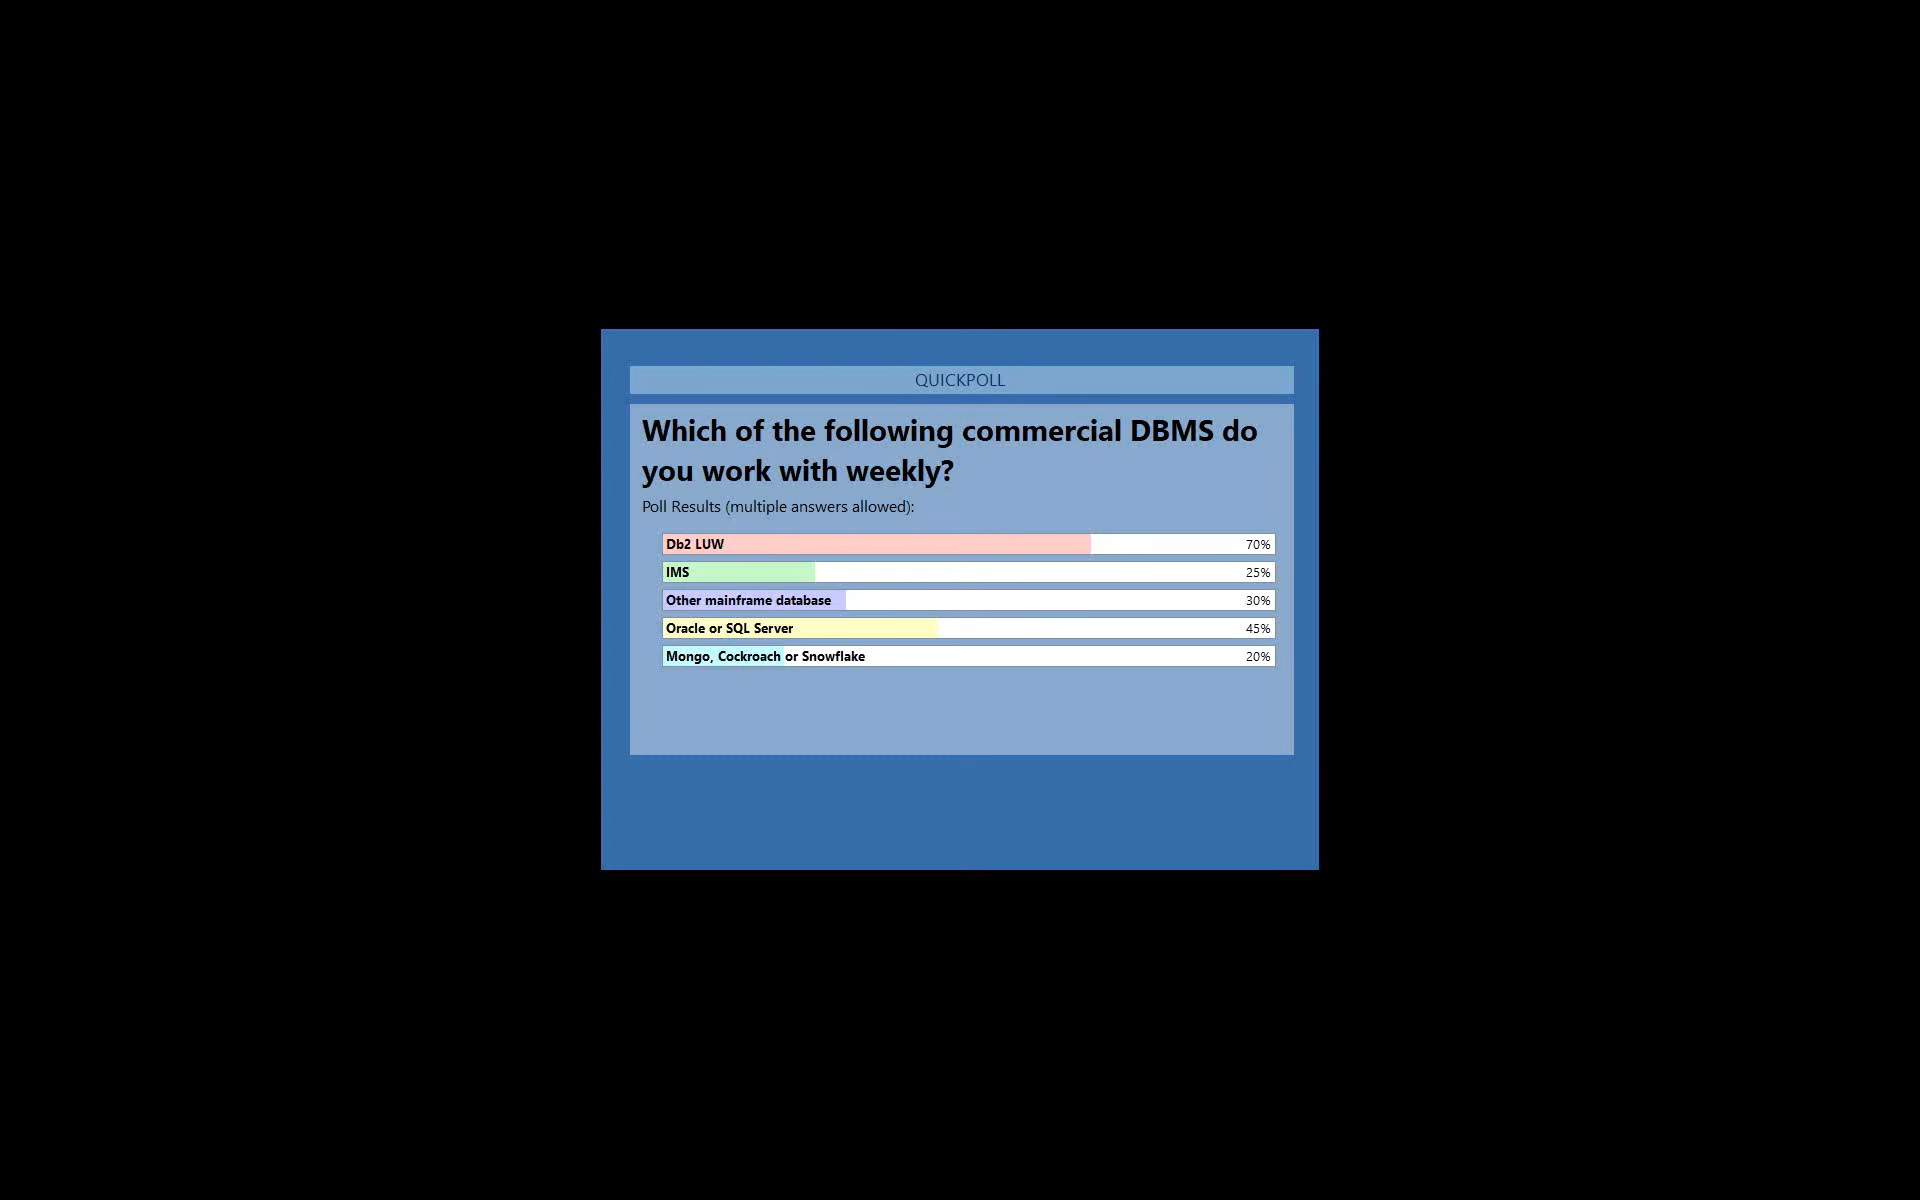 QUICKPOLL
Which of the following commercial DBMS do
you work with weekly?
Poll Results (multiple answers allowed):
Db2 LUW 70%
IMS 25%
Other mainframe database 30%
Oracle or SQL Server 45%
Mongo, Cockroach or Snowflake 20%